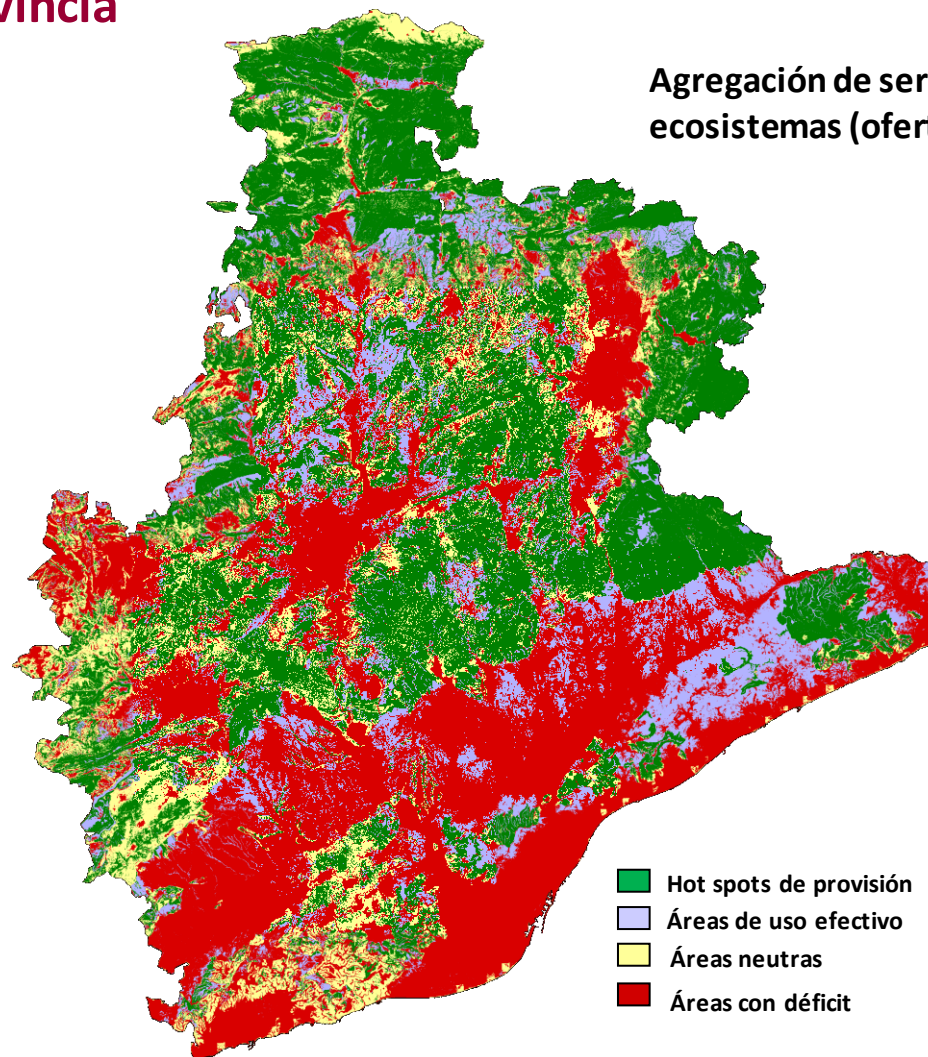 vincia
Agregación de ser
ecosistemas (ofert
Hot spots de provisión
Áreas de uso efectivo
Áreas neutras
Áreas con déficit